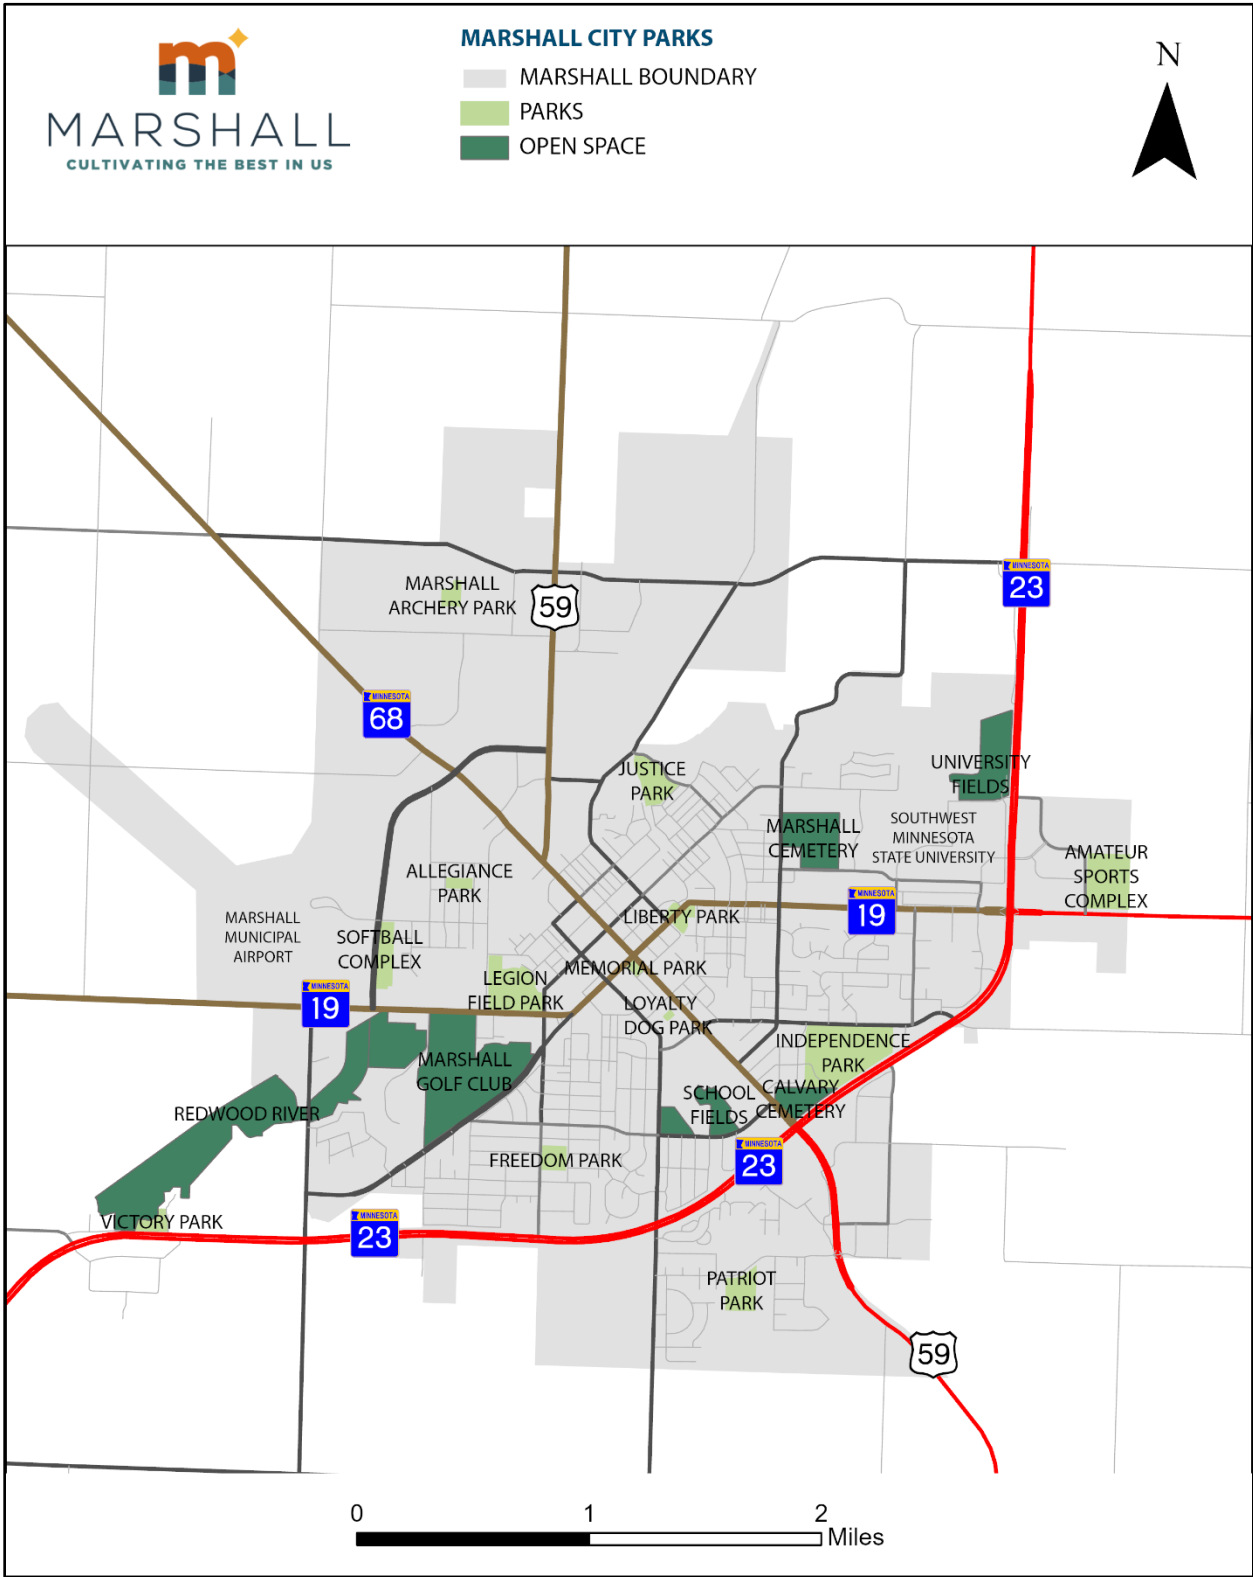 m
MARSHALL
CULTIVATING THE BEST IN US
MARSHALL CITY PARKS
MARSHALL BOUNDARY
PARKS
OPEN SPACE
N
MINNESOTA
23
MARSHALL
ARCHERY PARK
59
MINNESOTA
68
JUSTICE
PARK
UNIVERSITY
FIELDS
MARSHALL
CEMETERY
SOUTHWEST
MINNESOTA
STATE UNIVERSITY
AMATEUR
SPORTS
COMPLEX
ALLEGIANCE
PARK
MINNESOTA
19
LIBERTY PARK
MARSHALL
MUNICIPAL
AIRPORT
SOFTBALL
COMPLEX
MEMORIAL PARK
LEGION
FIELD PARK
MINNESOTA
19
LOYALTY
DOG PARK
INDEPENDENCE
PARK
MARSHALL
GOLF CLUB
SCHOOL
FIELDS
CALVARY
CEMETERY
REDWOOD RIVER
FREEDOM PARK
MINNESOTA
23
VICTORY PARK
MINNESOTA
23
PATRIOT
PARK
59
0 1 2
Miles